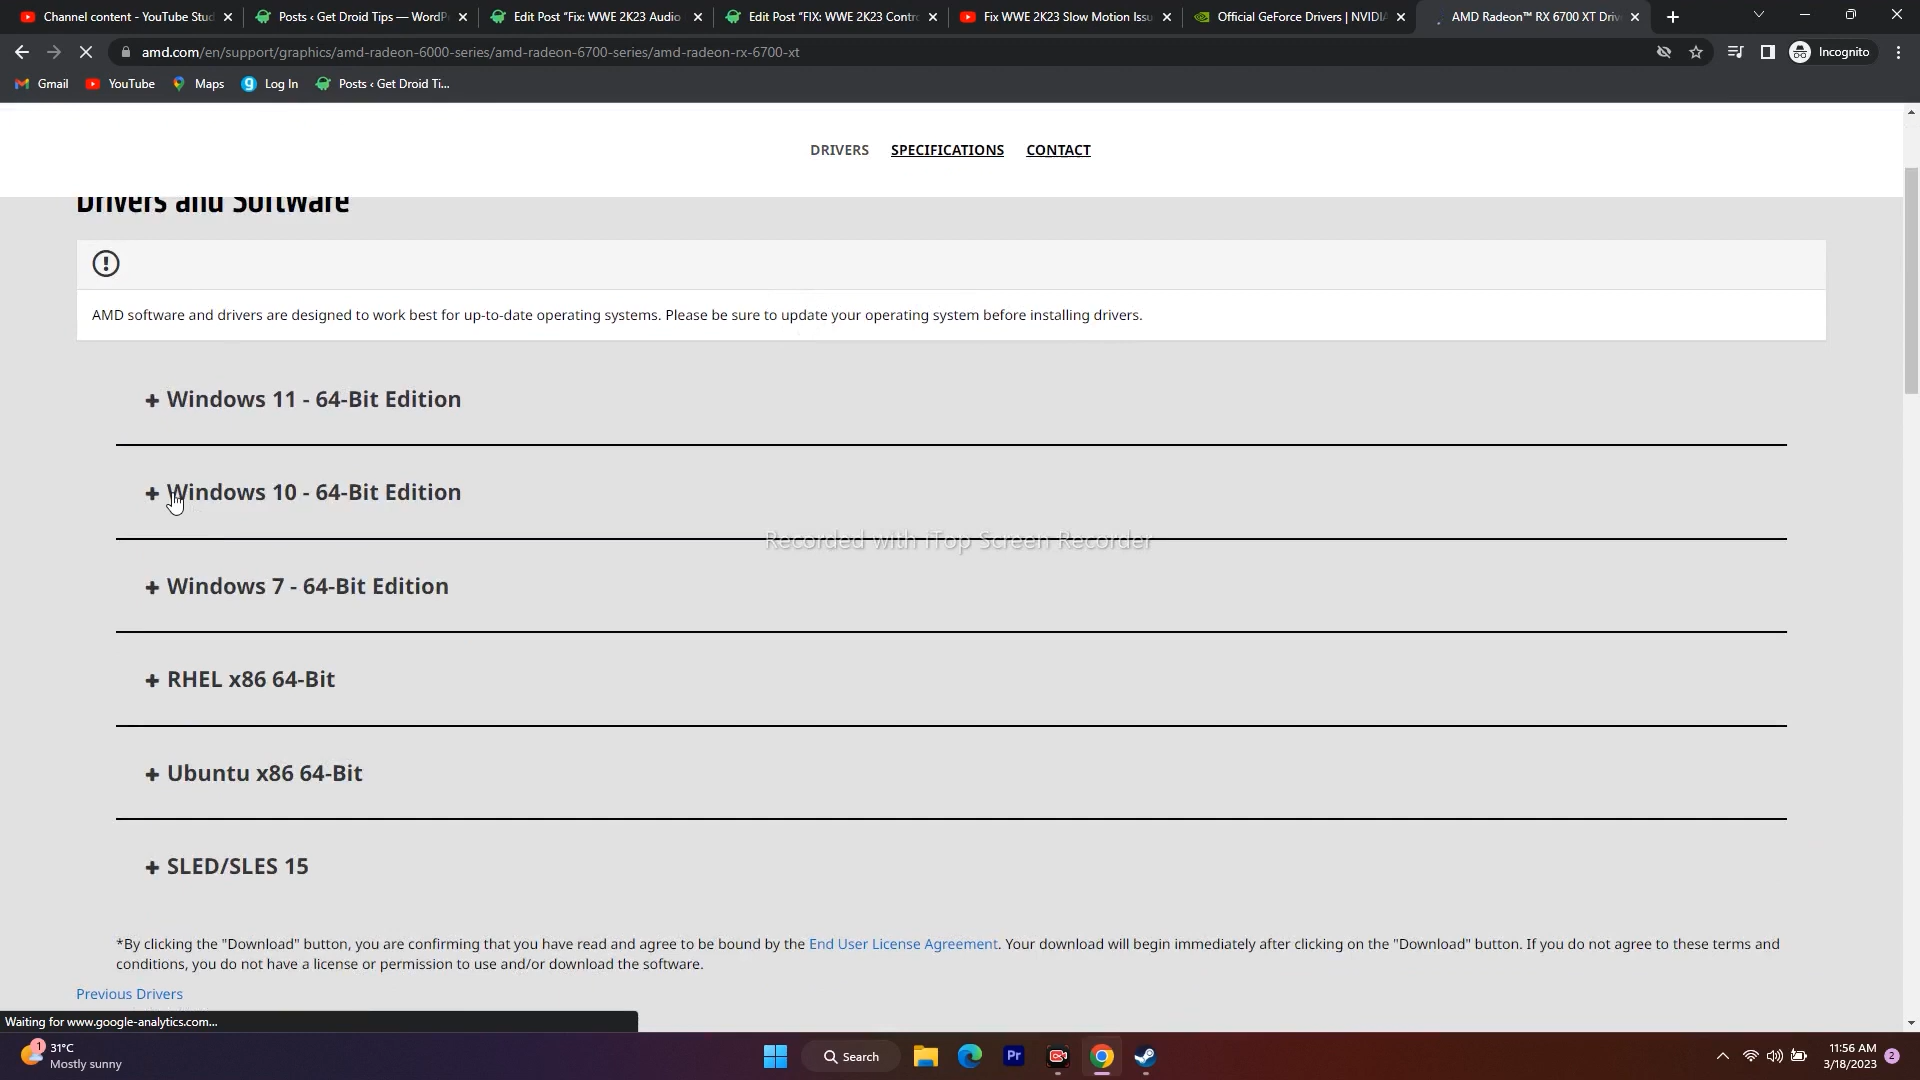 Channel content - YouTube Stud
Posts ‹ Get Droid Tips — WordP
Edit Post "Fix: WWE 2K23 Audio
Edit Post "FIX: WWE 2K23 Contro
Fix WWE 2K23 Slow Motion Issu
Official GeForce Drivers | NVIDIA
AMD Radeon™ RX 6700 XT Driv
amd.com/en/support/graphics/amd-radeon-6000-series/amd-radeon-6700-series/amd-radeon-rx-6700-xt
Incognito
Gmail
YouTube
Maps
Log In
Posts ‹ Get Droid Ti...
DRIVERS SPECIFICATIONS CONTACT
Drivers and Software
AMD software and drivers are designed to work best for up-to-date operating systems. Please be sure to update your operating system before installing drivers.
+ Windows 11 - 64-Bit Edition
+ Windows 10 - 64-Bit Edition
Recorded with iTop Screen Recorder
+ Windows 7 - 64-Bit Edition
+ RHEL x86 64-Bit
+ Ubuntu x86 64-Bit
+ SLED/SLES 15
*By clicking the "Download" button, you are confirming that you have read and agree to be bound by the End User License Agreement. Your download will begin immediately after clicking on the "Download" button. If you do not agree to these terms and
conditions, you do not have a license or permission to use and/or download the software.
Previous Drivers
Waiting for www.google-analytics.com...
1
31°C
Mostly sunny
Search
Pr
11:56 AM
3/18/2023
2